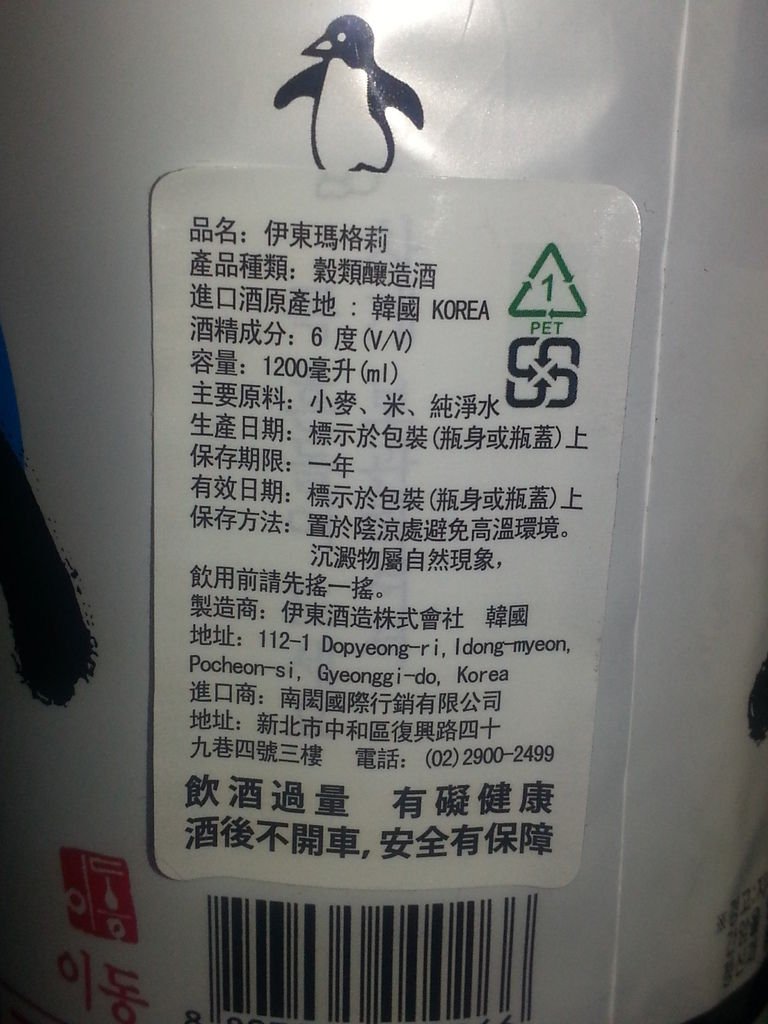 品名: 伊東瑪格莉
產品種類: 穀類釀造酒
進口酒原產地 : 韓國 KOREA
酒精成分: 6 度(V/V)
容量: 1200毫升(ml)
主要原料: 小麥、米、純淨水
生產日期: 標示於包裝(瓶身或瓶蓋)上
保存期限: 一年
有效日期: 標示於包裝(瓶身或瓶蓋)上
保存方法: 置於陰涼處避免高溫環境。
沉澱物屬自然現象,
飲用前請先搖一搖。
製造商: 伊東酒造株式會社 韓國
地址: 112-1 Dopyeong-ri, Idong-myeon,
Pocheon-si, Gyeonggi-do, Korea
進口商: 南閎國際行銷有限公司
地址: 新北市中和區復興路四十
九巷四號三樓 電話: (02)2900-2499
飲酒過量 有礙健康
酒後不開車, 安全有保障
1
PET
이동
이동